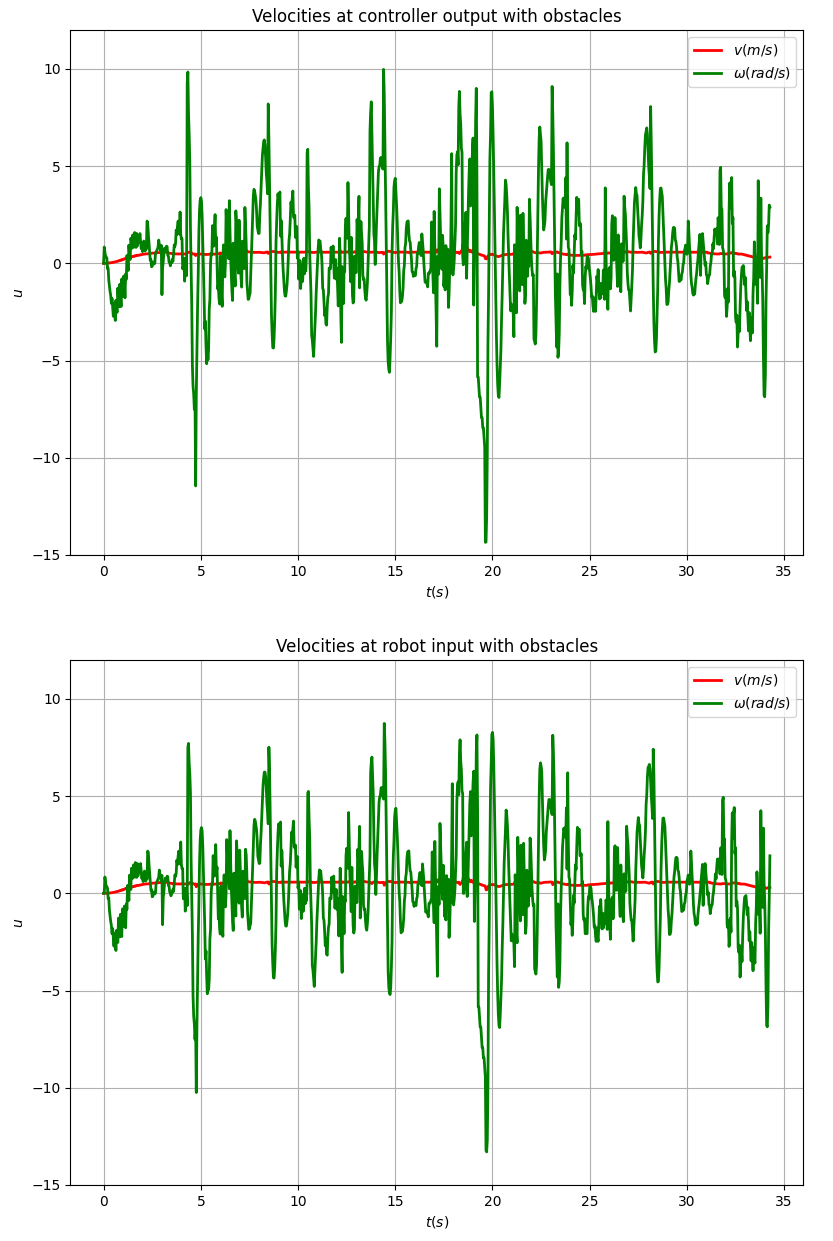 Velocities at controller output with obstacles
v(m/s)
ω(rad/s)
10
5
0
−5
−10
−15
u
0 5 10 15 20 25 30 35
t(s)
Velocities at robot input with obstacles
v(m/s)
ω(rad/s)
10
5
0
−5
−10
−15
u
0 5 10 15 20 25 30 35
t(s)